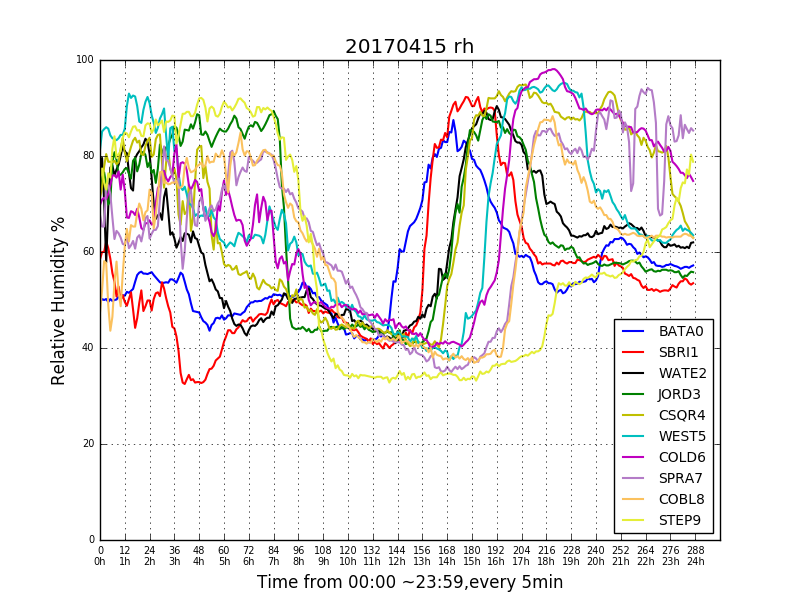 20170415 rh
Relative Humidity %
100
80
60
40
20
0
0 12 24 36 48 60 72 84 96 108 120 132 144 156 168 180 192 204 216 228 240 252 264 276 288
0h 1h 2h 3h 4h 5h 6h 7h 8h 9h 10h 11h 12h 13h 14h 15h 16h 17h 18h 19h 20h 21h 22h 23h 24h
Time from 00:00 ~23:59,every 5min
BATA0
SBRI1
WATE2
JORD3
CSQR4
WEST5
COLD6
SPRA7
COBL8
STEP9